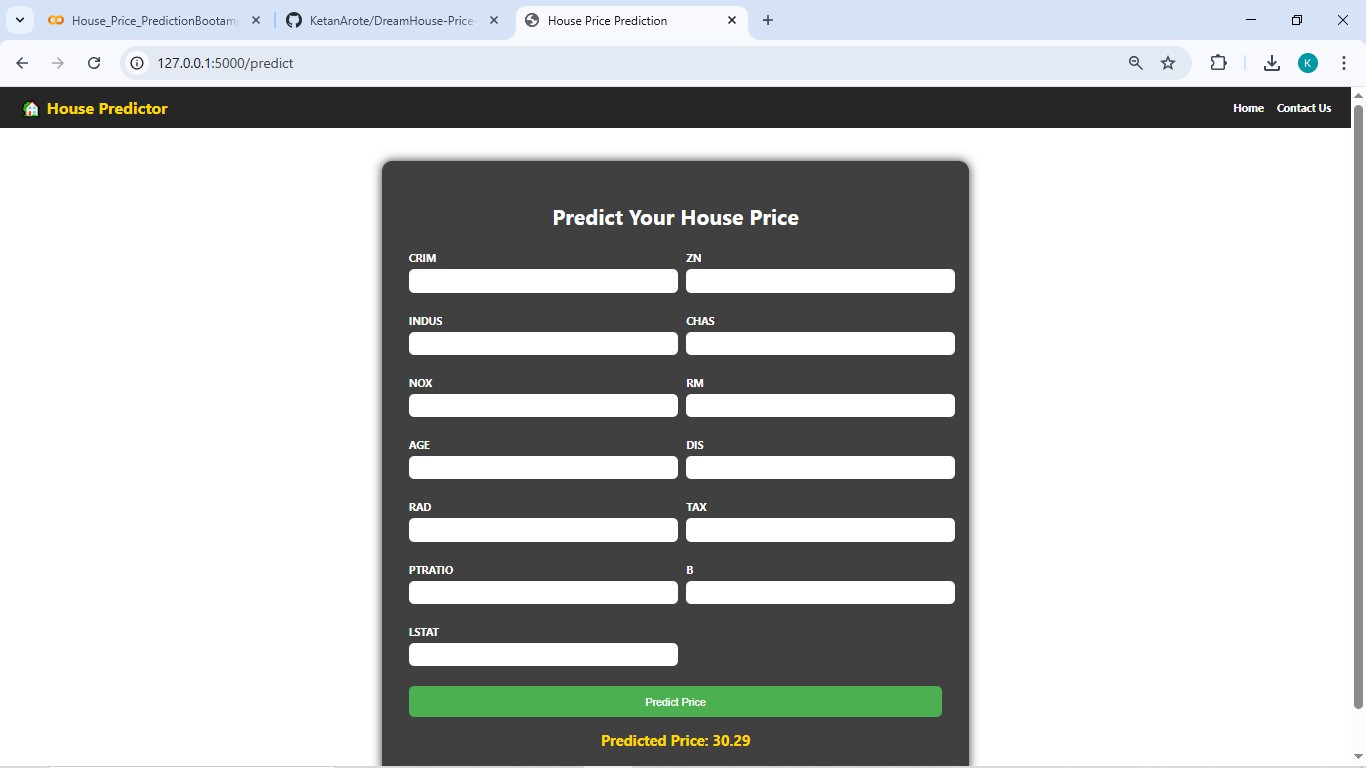 House_Price_PredictionBootamp
KetanArote/DreamHouse-Price-
House Price Prediction
127.0.0.1:5000/predict
K
House Predictor
Home
Contact Us
Predict Your House Price
CRIM
ZN
INDUS
CHAS
NOX
RM
AGE
DIS
RAD
TAX
PTRATIO
B
LSTAT
Predict Price
Predicted Price: 30.29